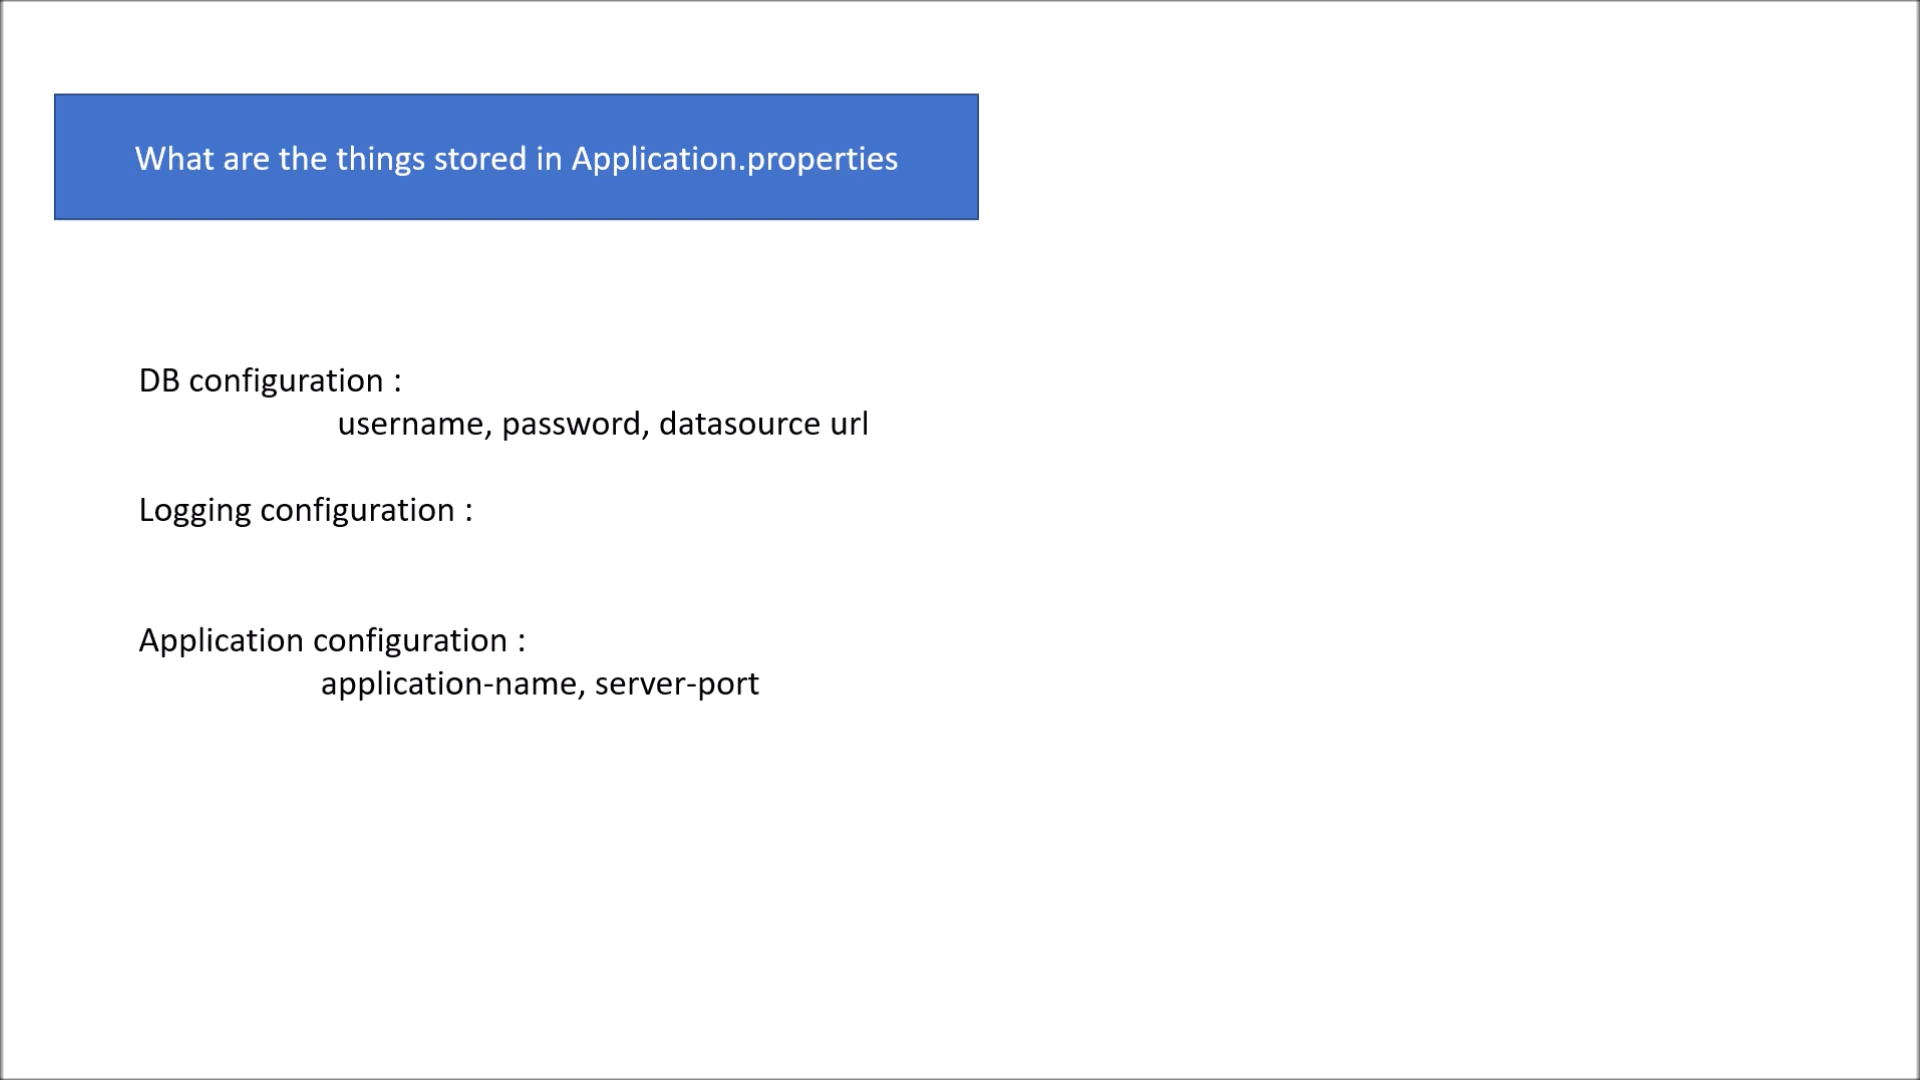 What are the things stored in Application.properties
DB configuration :
username, password, datasource url
Logging configuration :
Application configuration :
application-name, server-port